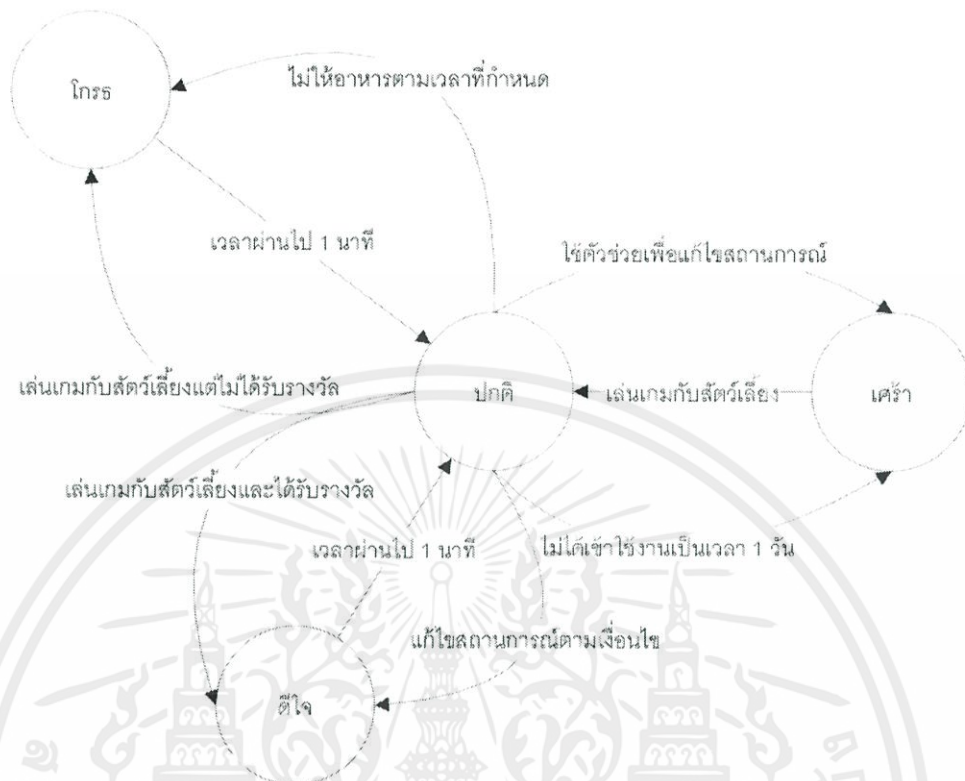 โกรธ
ไม่ให้อาหารตามเวลาที่กำหนด
เวลาผ่านไป 1 นาที
ใช้ตัวช่วยเพื่อแก้ไขสถานการณ์
เล่นเกมกับสัตว์เลี้ยงแต่ไม่ได้รับรางวัล
ปกติ
เล่นเกมกับสัตว์เลี้ยง
เศร้า
เล่นเกมกับสัตว์เลี้ยงและได้รับรางวัล
เวลาผ่านไป 1 นาที
ไม่ได้เข้าใช้งานเป็นเวลา 1 วัน
แก้ไขสถานการณ์ตามเงื่อนไข
ดีใจ